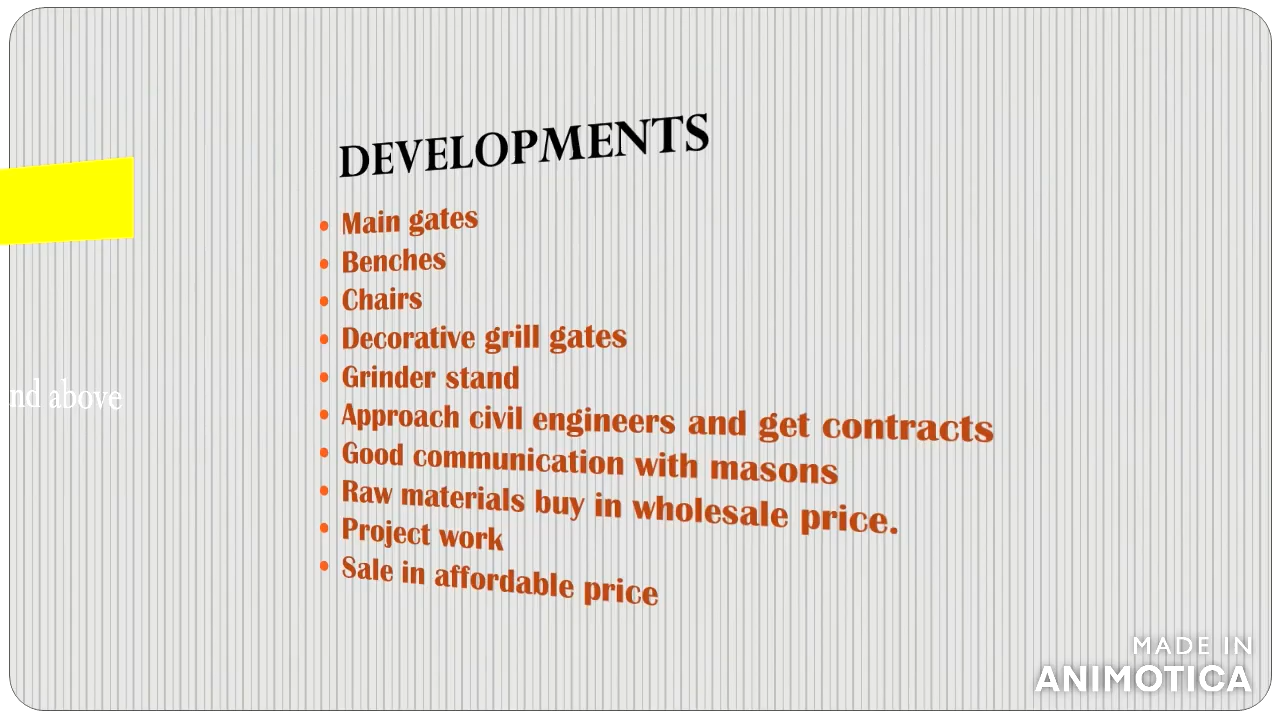 DEVELOPMENTS
• Main gates
• Benches
• Chairs
• Decorative grill gates
• Grinder stand
• Approach civil engineers and get contracts
• Good communication with masons
• Raw materials buy in wholesale price.
• Project work
• Sale in affordable price
above
MADE IN
ANIMOTICA